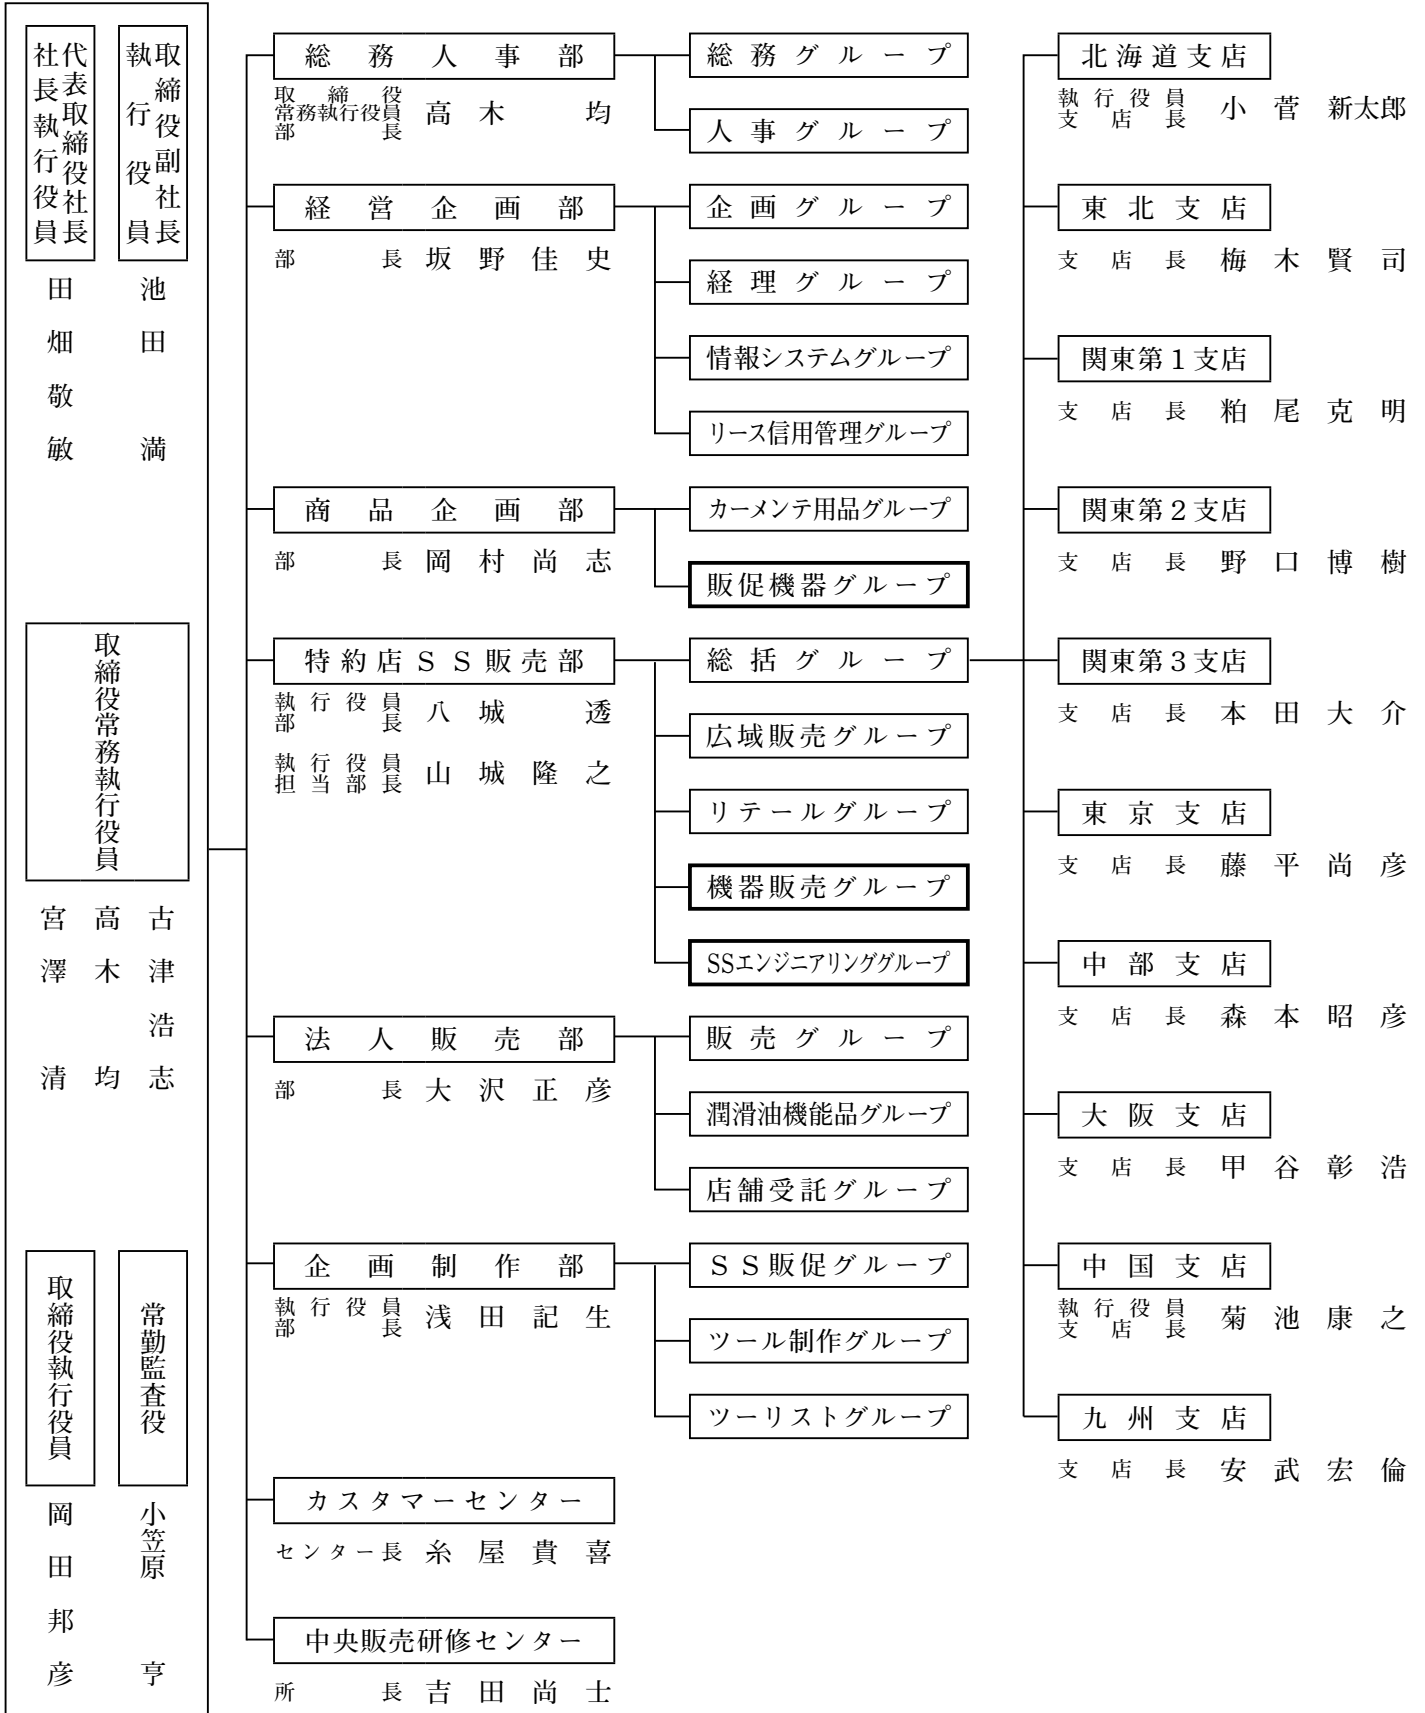 代表取締役社長
社長執行役員
田畑敬敏
取締役副社長
執行役員
池田満
取締役常務執行役員
古津浩志
高木均
宮澤清
取締役執行役員
岡田邦彦
常勤監査役
小笠原亨
総務人事部
取締役
常務執行役員
部長
高木均
総務グループ
人事グループ
経営企画部
部長 坂野佳史
企画グループ
経理グループ
情報システムグループ
リース信用管理グループ
商品企画部
部長 岡村尚志
カーメンテ用品グループ
販促機器グループ
特約店ＳＳ販売部
執行役員
部長
八城透
執行役員
担当部長
山城隆之
総括グループ
広域販売グループ
リテールグループ
機器販売グループ
SSエンジニアリンググループ
法人販売部
部長 大沢正彦
販売グループ
潤滑油機能品グループ
店舗受託グループ
企画制作部
執行役員
部長
浅田記生
ＳＳ販促グループ
ツール制作グループ
ツーリストグループ
カスタマーセンター
センター長 糸屋貴喜
中央販売研修センター
所長 吉田尚士
北海道支店
執行役員
支店長
小菅新太郎
東北支店
支店長 梅木賢司
関東第１支店
支店長 粕尾克明
関東第２支店
支店長 野口博樹
関東第３支店
支店長 本田大介
東京支店
支店長 藤平尚彦
中部支店
支店長 森本昭彦
大阪支店
支店長 甲谷彰浩
中国支店
執行役員
支店長
菊池康之
九州支店
支店長 安武宏倫